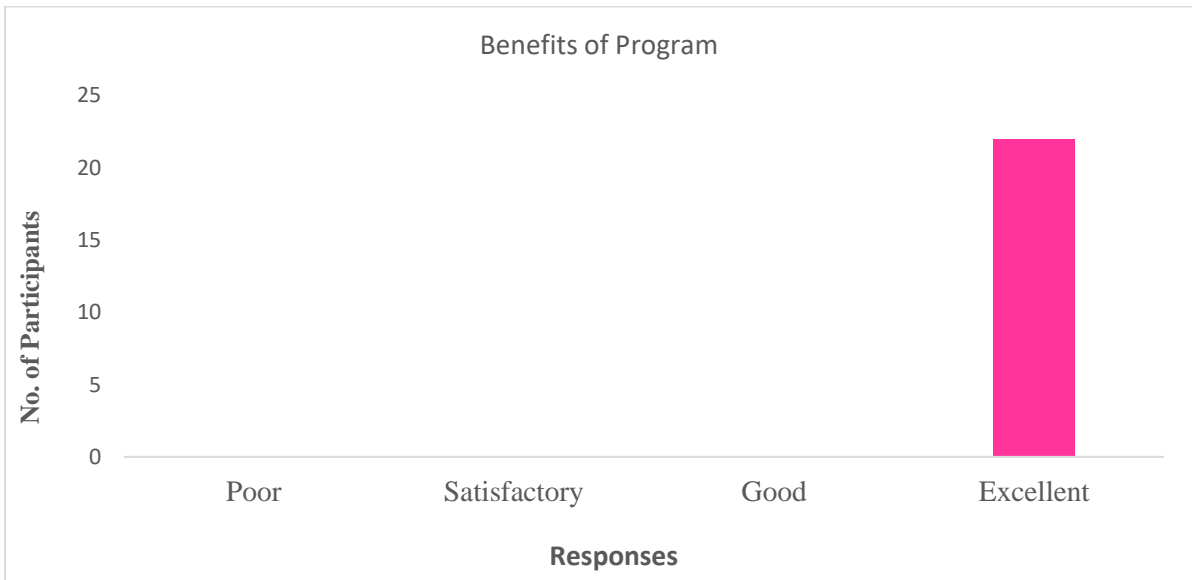 Benefits of Program
25
20
15
10
5
0
No. of Participants
Poor Satisfactory Good Excellent
Responses